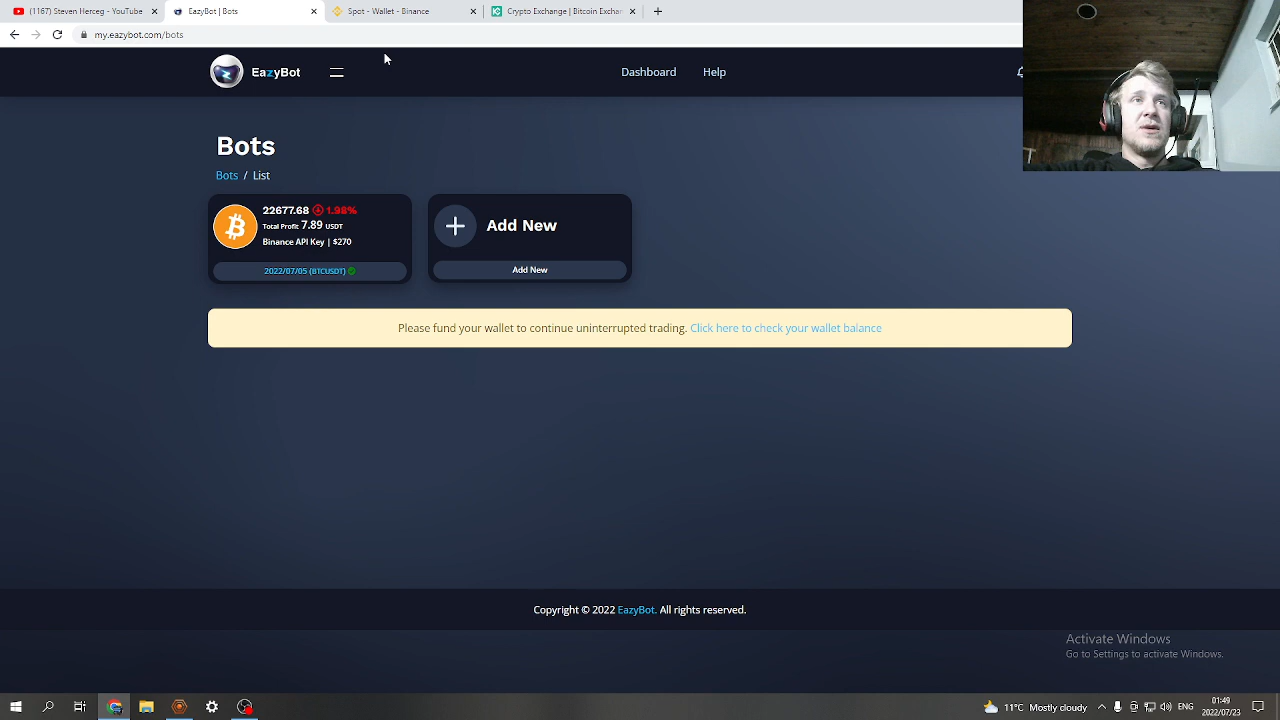 (1167) Steven Herceg - YouTube
EazyBot | Bots
Spot - Wallet - Binance
Crypto Exchange | Bitcoin Exchan
my.eazybot.com/bots
EazyBot
Dashboard
Help
Bots
Bots / List
22677.68 1.98%
Total Profit 7.89 USDT
Binance API Key | $270
2022/07/05 (BTCUSDT)
Add New
Add New
Please fund your wallet to continue uninterrupted trading. Click here to check your wallet balance
Copyright © 2022 EazyBot. All rights reserved.
Activate Windows
Go to Settings to activate Windows.
11°C Mostly cloudy
ENG
01:49
2022/07/23